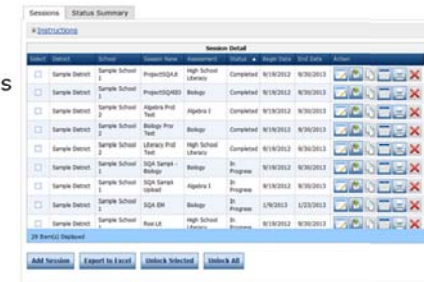 Sessions Status Summary
Instructions
Session Detail
Select District School Session Name Assessment Status Begin Date End Date Action
Sample District Sample School 1 High School Literacy Completed 9/19/2012 9/30/2013
Sample District Sample School 1 Biology Completed 9/19/2012 9/30/2013
Sample District Sample School 2 Algebra Prod Test Algebra I Completed 9/19/2012 9/30/2013
Sample District Sample School 2 Biology Prod Test Biology Completed 9/19/2012 9/30/2013
Sample District Sample School 2 Literacy Prod Test High School Literacy Completed 9/19/2012 9/30/2013
Sample District Sample School 1 SQA Sample - Biology Biology In Progress 9/19/2012 9/30/2013
Sample District Sample School 1 SQA Sample Upload Algebra I In Progress 9/19/2012 9/30/2013
Sample District Sample School 1 SQA EM Biology In Progress 1/9/2013 1/23/2013
Sample District Sample School 1 High School Literacy In Progress 9/19/2012 9/30/2013
29 Item(s) Displayed
Add Session Export to Excel Unlock Selected Unlock All
s